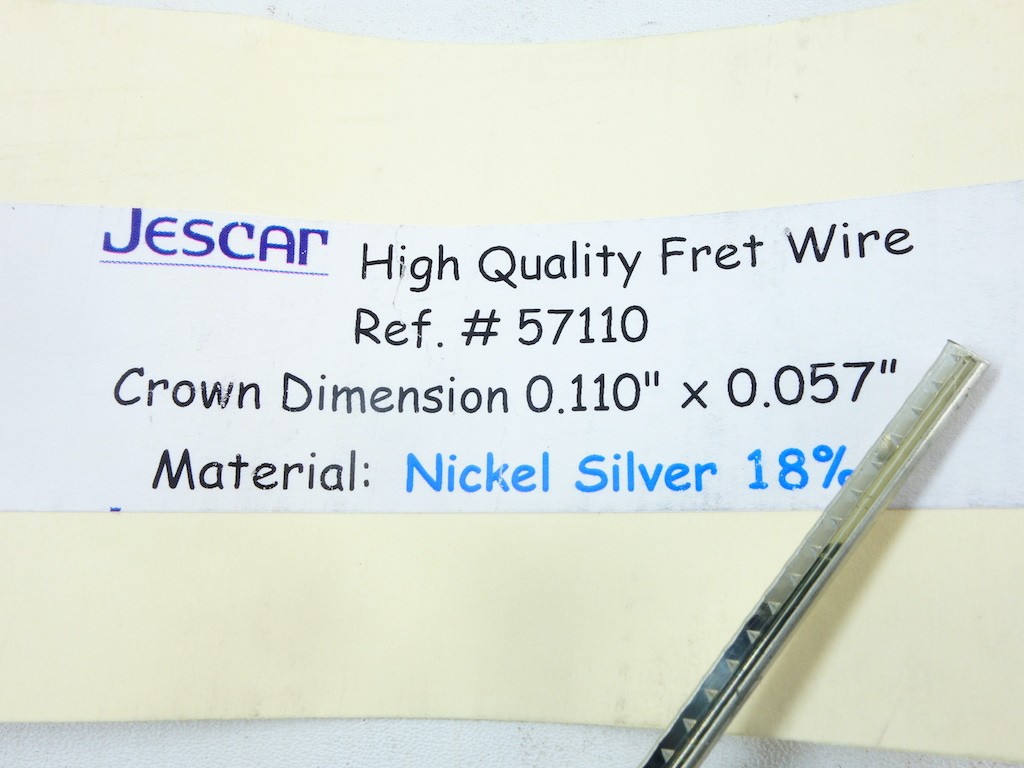 Jescar High Quality Fret Wire
Ref. # 57110
Crown Dimension 0.110" x 0.057"
Material: Nickel Silver 18%